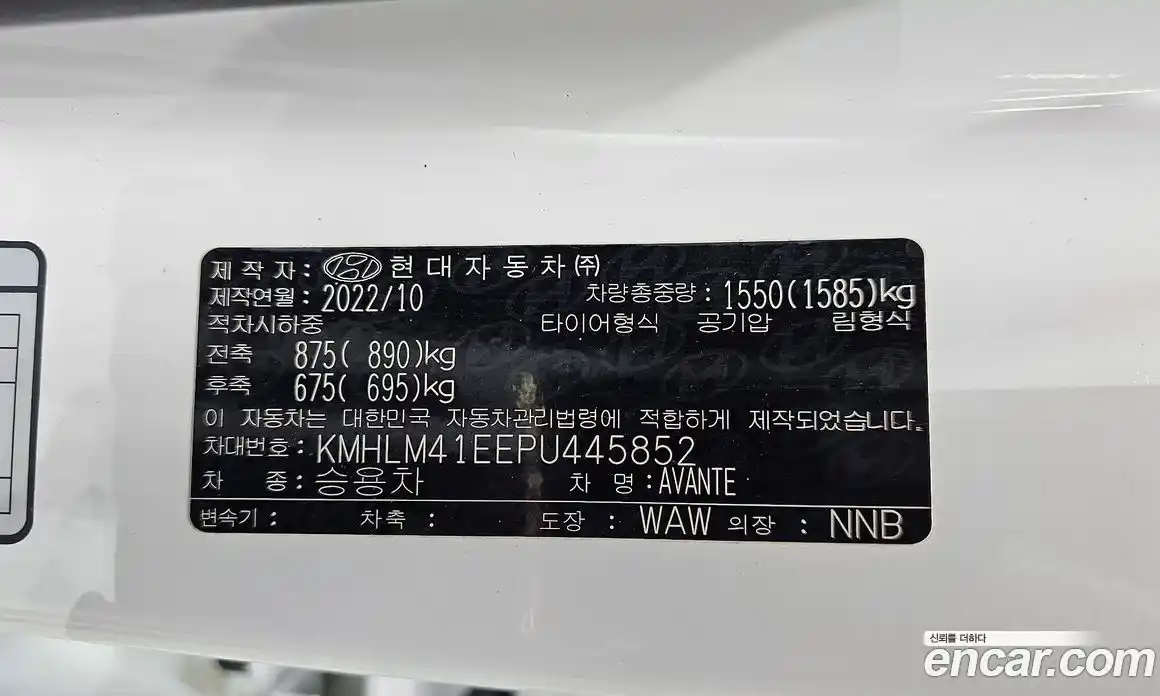 제 작 자 : 현대자동차㈜
제작연월 : 2022/10 차량총중량 : 1550(1585)kg
적차시하중 타이어형식 공기압 림형식
전축 875( 890)kg
후축 675( 695)kg
이 자동차는 대한민국 자동차관리법령에 적합하게 제작되었습니다.
차대번호 : KMHLM41EEPU445852
차 종 : 승용차 차 명 : AVANTE
변속기 : 차축 : 도장 : WAW 의장 : NNB
신뢰를 더하다
encar.com